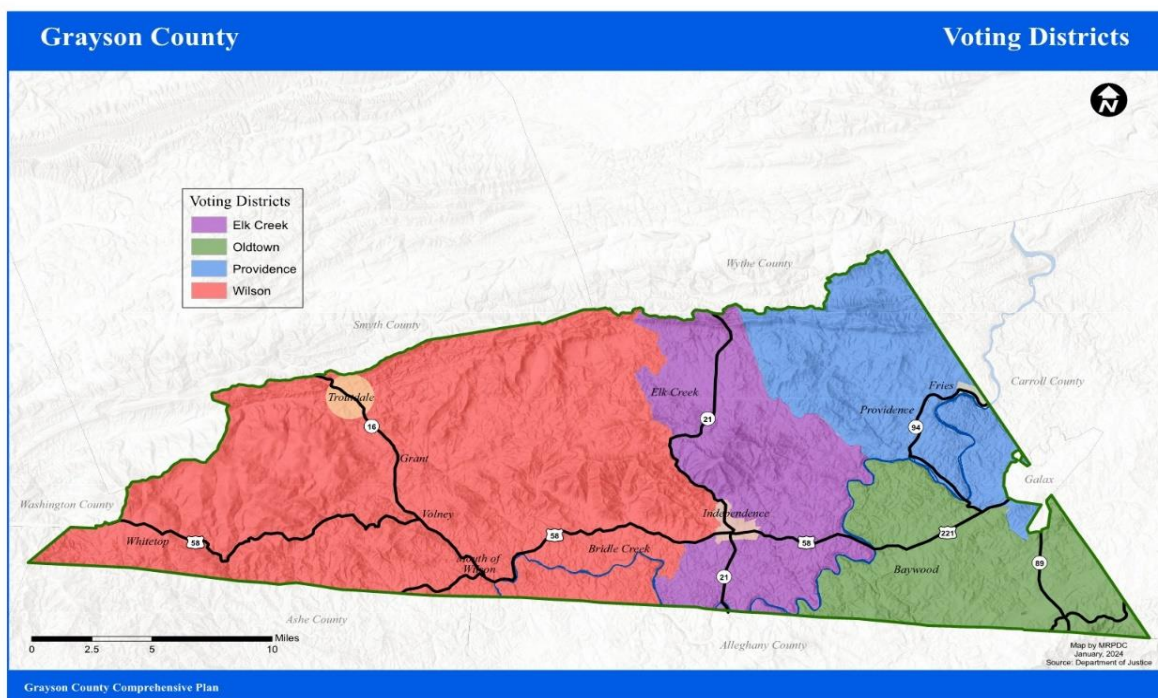 Grayson County
Voting Districts
N
Voting Districts
Elk Creek
Oldtown
Providence
Wilson
Wythe County
Smyth County
Carroll County
Washington County
Galax
Ashe County
Alleghany County
Troutdale
16
Grant
Volney
Whitetop
58
Mouth of
Wilson
58
Bridle Creek
Elk Creek
21
Independence
58
21
Fries
Providence
94
221
Baywood
89
0
2.5
5
10
Miles
Map by MRPDC
January, 2024
Source: Department of Justice
Grayson County Comprehensive Plan